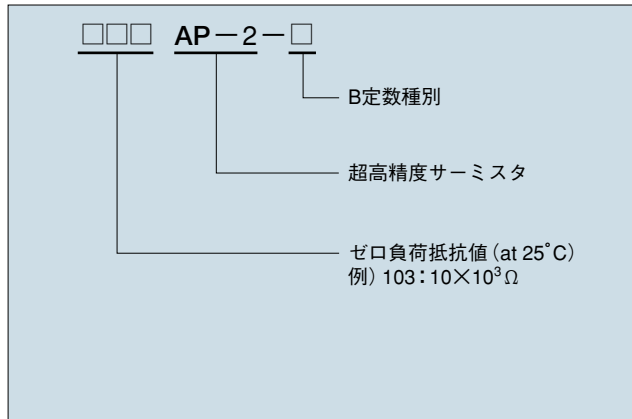 □□□ AP－2－□
B定数種別
超高精度サーミスタ
ゼロ負荷抵抗値（at 25˚C）
例）103：10×10³Ω